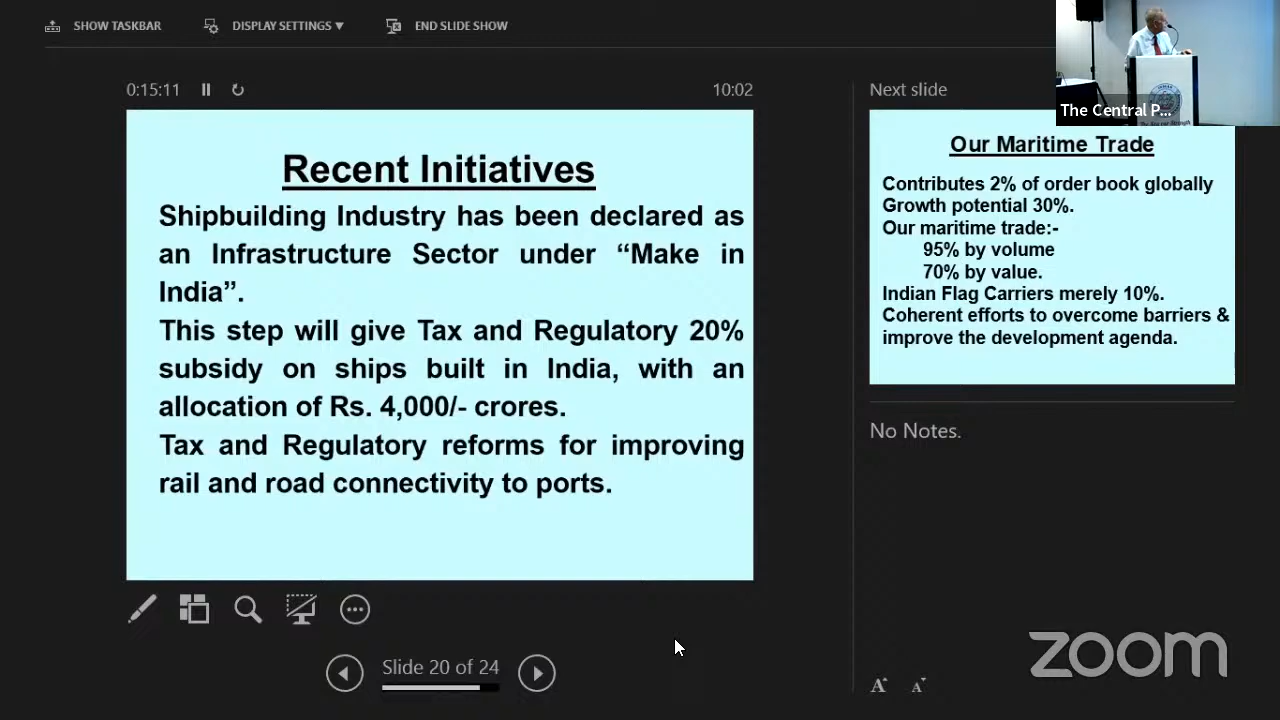 SHOW TASKBAR
DISPLAY SETTINGS ▼
END SLIDE SHOW
0:15:11
10:02
Recent Initiatives
Shipbuilding Industry has been declared as
an Infrastructure Sector under “Make in
India”.
This step will give Tax and Regulatory 20%
subsidy on ships built in India, with an
allocation of Rs. 4,000/- crores.
Tax and Regulatory reforms for improving
rail and road connectivity to ports.
Slide 20 of 24
Next slide
The Central P...
Our Maritime Trade
Contributes 2% of order book globally
Growth potential 30%.
Our maritime trade:-
95% by volume
70% by value.
Indian Flag Carriers merely 10%.
Coherent efforts to overcome barriers &
improve the development agenda.
No Notes.
A A
zoom